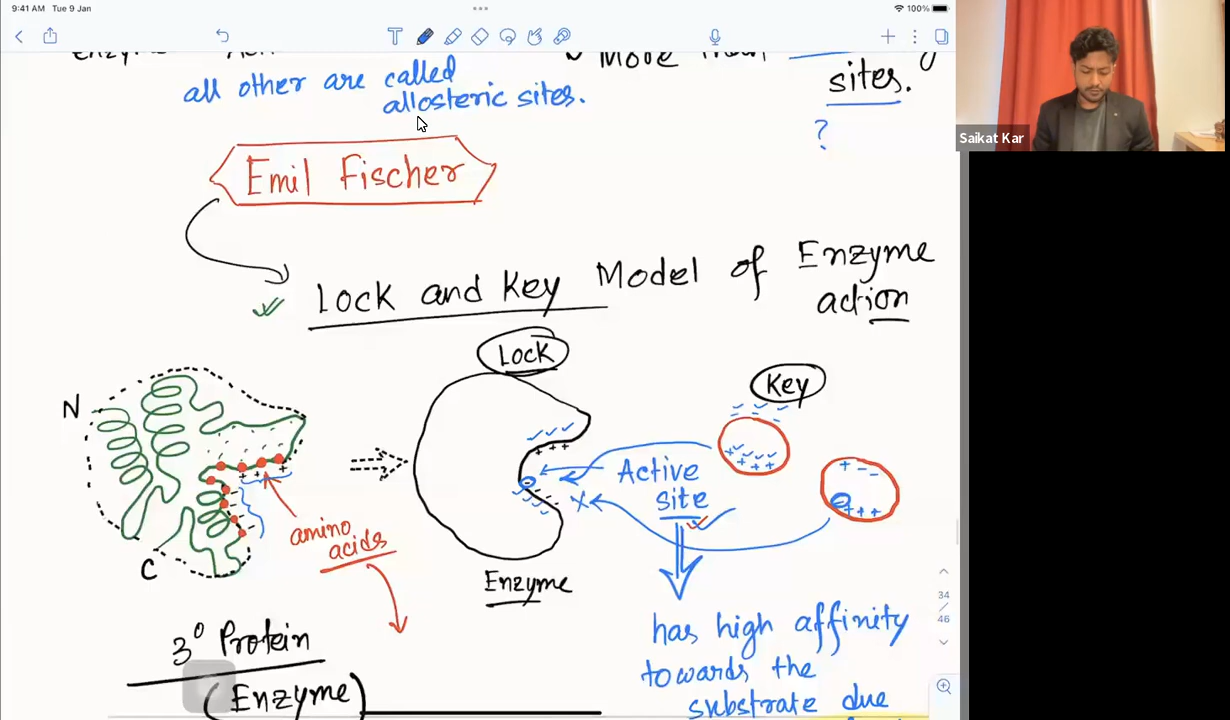 9:41 AM Tue 9 Jan
100%
all other are called
allosteric sites.
sites.
?
Saikat Kar
Emil Fischer
Lock and Key Model of Enzyme
action
Lock
Key
N
Active
site
X
amino
acids
C
Enzyme
3° Protein
(Enzyme)
has high affinity
towards the
substrate due
34
46